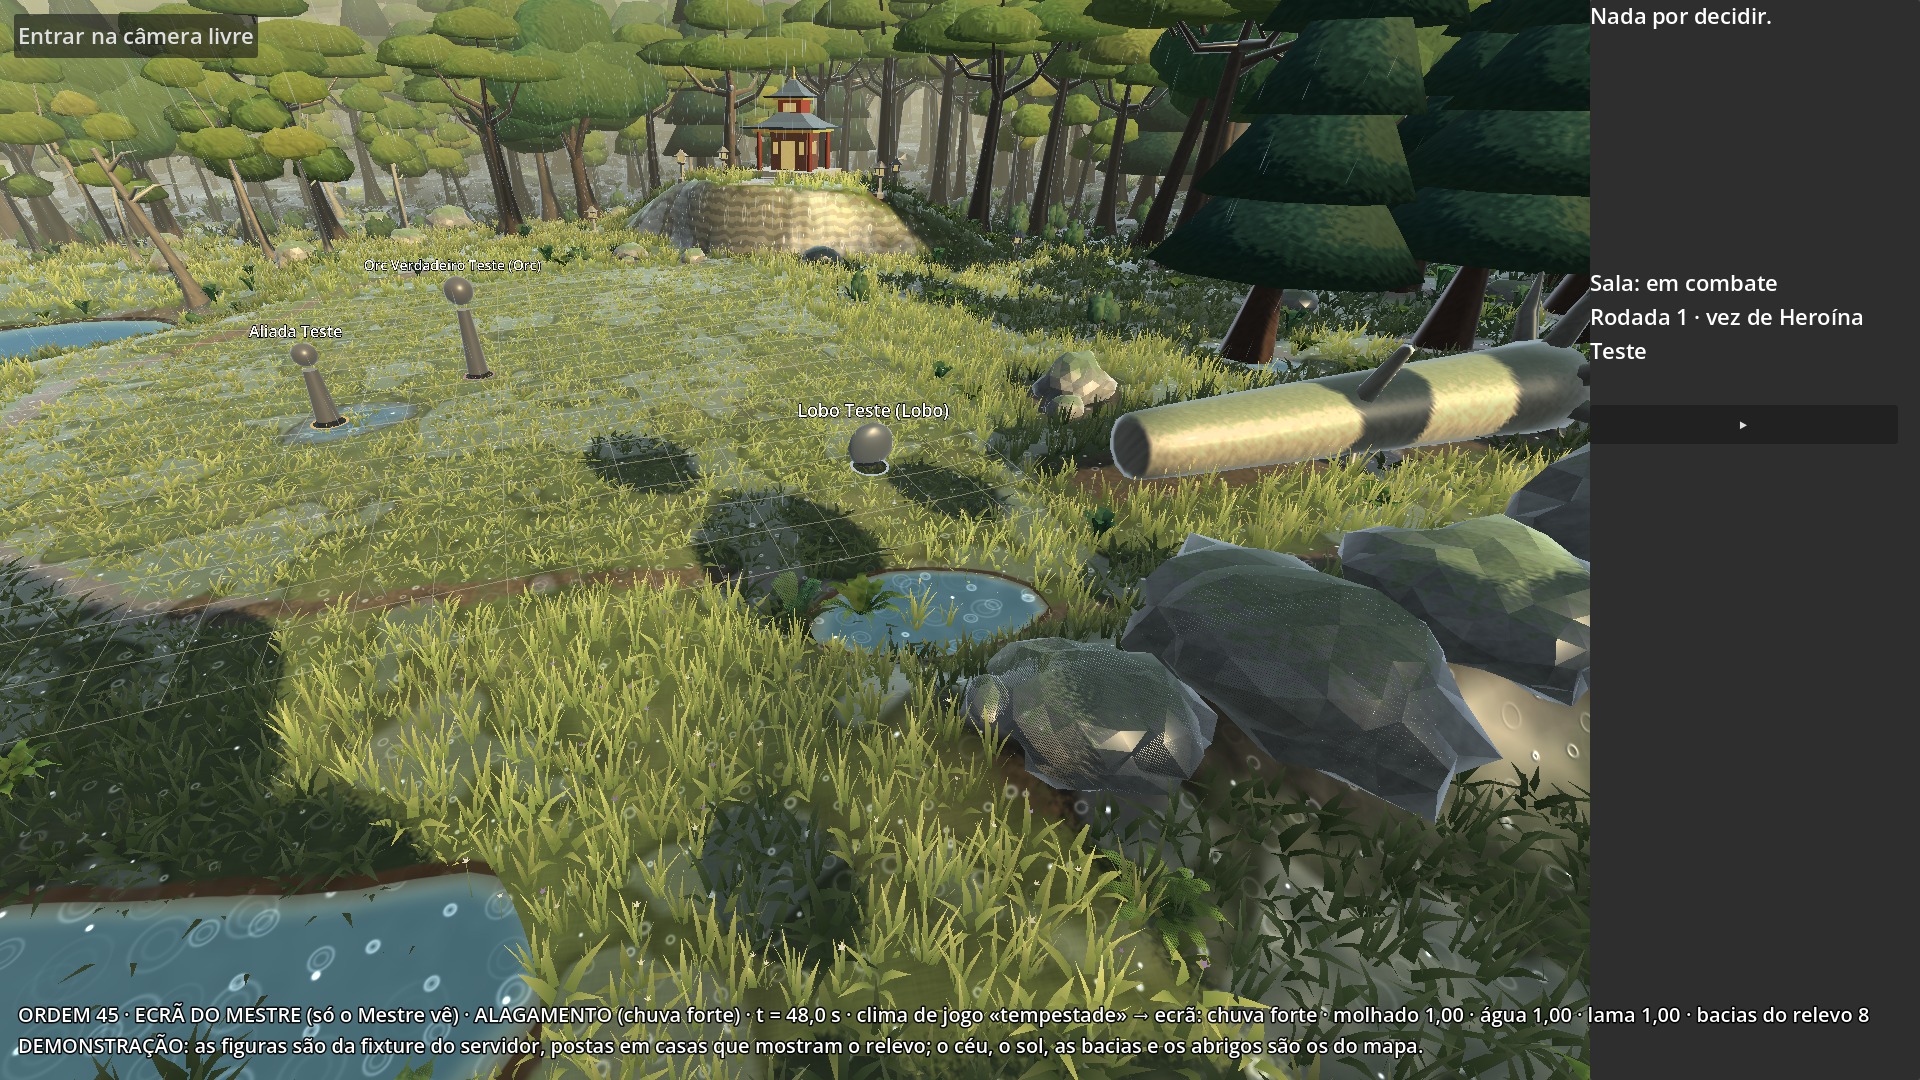 Entrar na câmera livre
Nada por decidir.
Orc Verdadeiro Teste (Orc)
Aliada Teste
Lobo Teste (Lobo)
Sala: em combate
Rodada 1 · vez de Heroína
Teste
ORDEM 45 · ECRÃ DO MESTRE (só o Mestre vê) · ALAGAMENTO (chuva forte) · t = 48,0 s · clima de jogo «tempestade» → ecrã: chuva forte · molhado 1,00 · água 1,00 · lama 1,00 · bacias do relevo 8
DEMONSTRAÇÃO: as figuras são da fixture do servidor, postas em casas que mostram o relevo; o céu, o sol, as bacias e os abrigos são os do mapa.